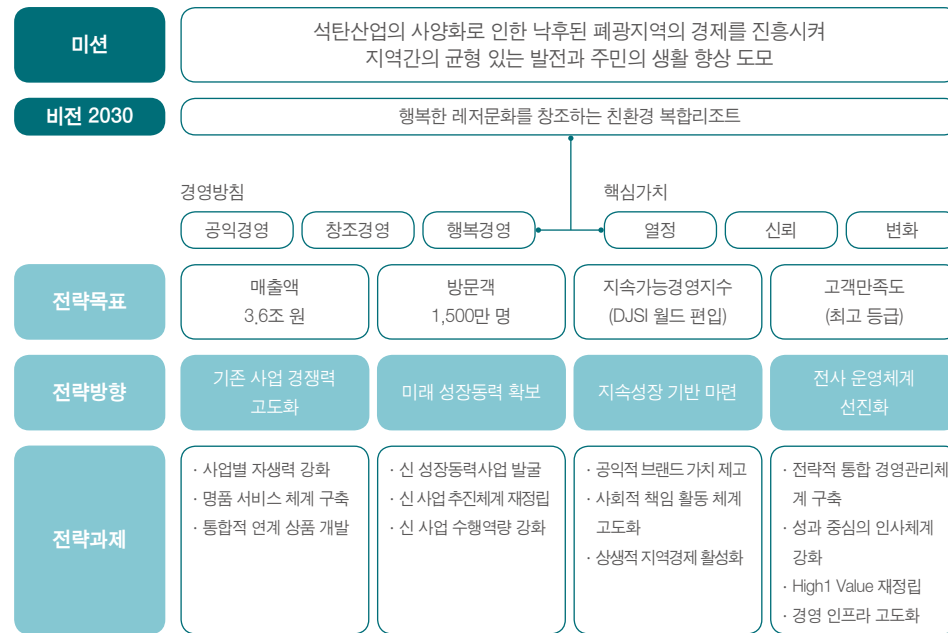 미션
석탄산업의 사양화로 인한 낙후된 폐광지역의 경제를 진흥시켜
지역간의 균형 있는 발전과 주민의 생활 향상 도모
비전 2030
행복한 레저문화를 창조하는 친환경 복합리조트
경영방침
핵심가치
공익경영
창조경영
행복경영
열정
신뢰
변화
전략목표
매출액
3.6조 원
방문객
1,500만 명
지속가능경영지수
(DJSI 월드 편입)
고객만족도
(최고 등급)
전략방향
기존 사업 경쟁력
고도화
미래 성장동력 확보
지속성장 기반 마련
전사 운영체계
선진화
전략과제
· 사업별 자생력 강화
· 명품 서비스 체계 구축
· 통합적 연계 상품 개발
· 신 성장동력사업 발굴
· 신 사업 추진체계 재정립
· 신 사업 수행역량 강화
· 공익적 브랜드 가치 제고
· 사회적 책임 활동 체계
고도화
· 상생적 지역경제 활성화
· 전략적 통합 경영관리체
계 구축
· 성과 중심의 인사체계
강화
· High1 Value 재정립
· 경영 인프라 고도화